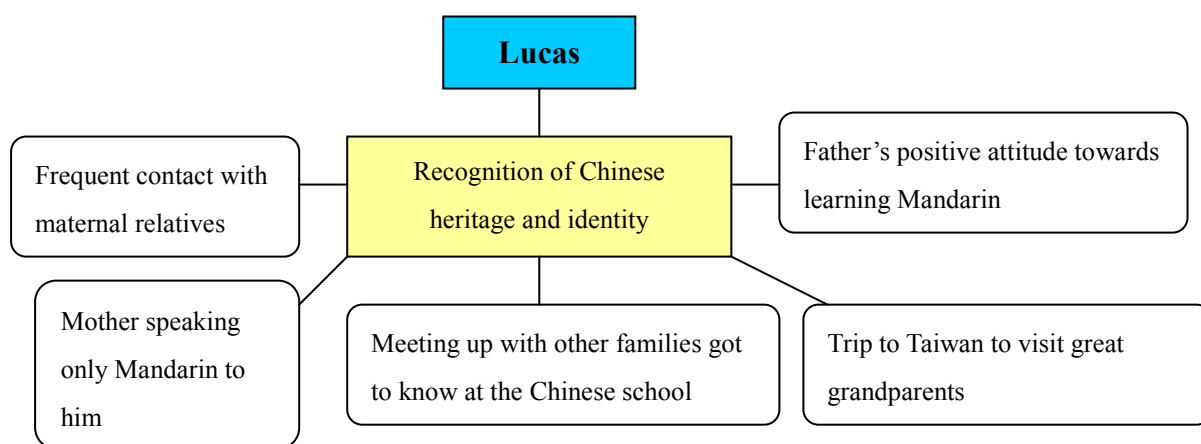 Lucas
Recognition of Chinese
heritage and identity
Frequent contact with
maternal relatives
Father’s positive attitude towards
learning Mandarin
Mother speaking
only Mandarin to
him
Meeting up with other families got
to know at the Chinese school
Trip to Taiwan to visit great
grandparents